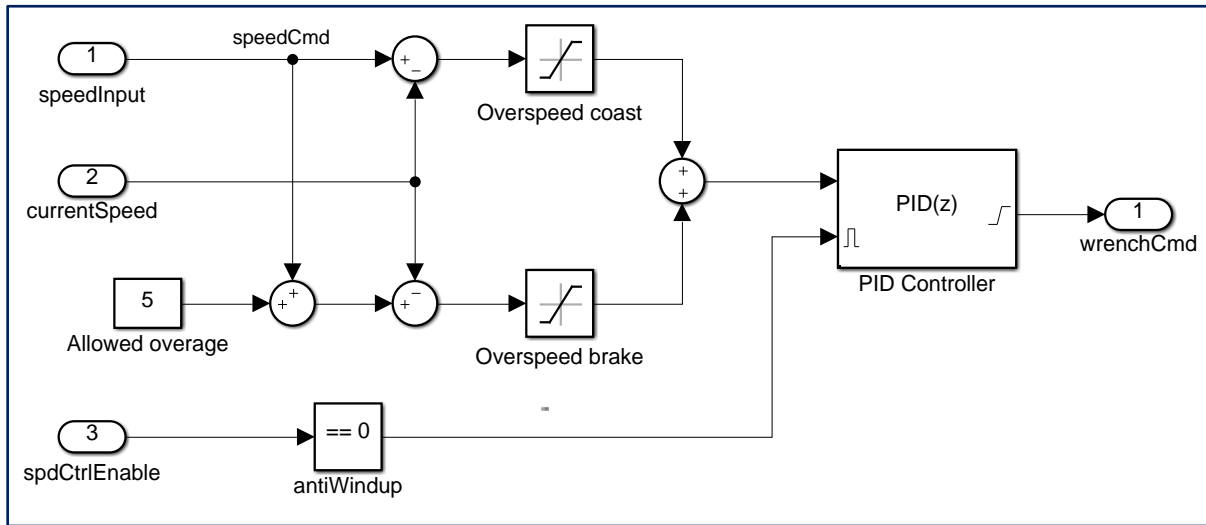 speedCmd
1
speedInput
+
−
Overspeed coast
2
currentSpeed
+
+
PID(z)
PID Controller
1
wrenchCmd
5
Allowed overage
+
+
+
−
Overspeed brake
3
spdCtrlEnable
== 0
antiWindup